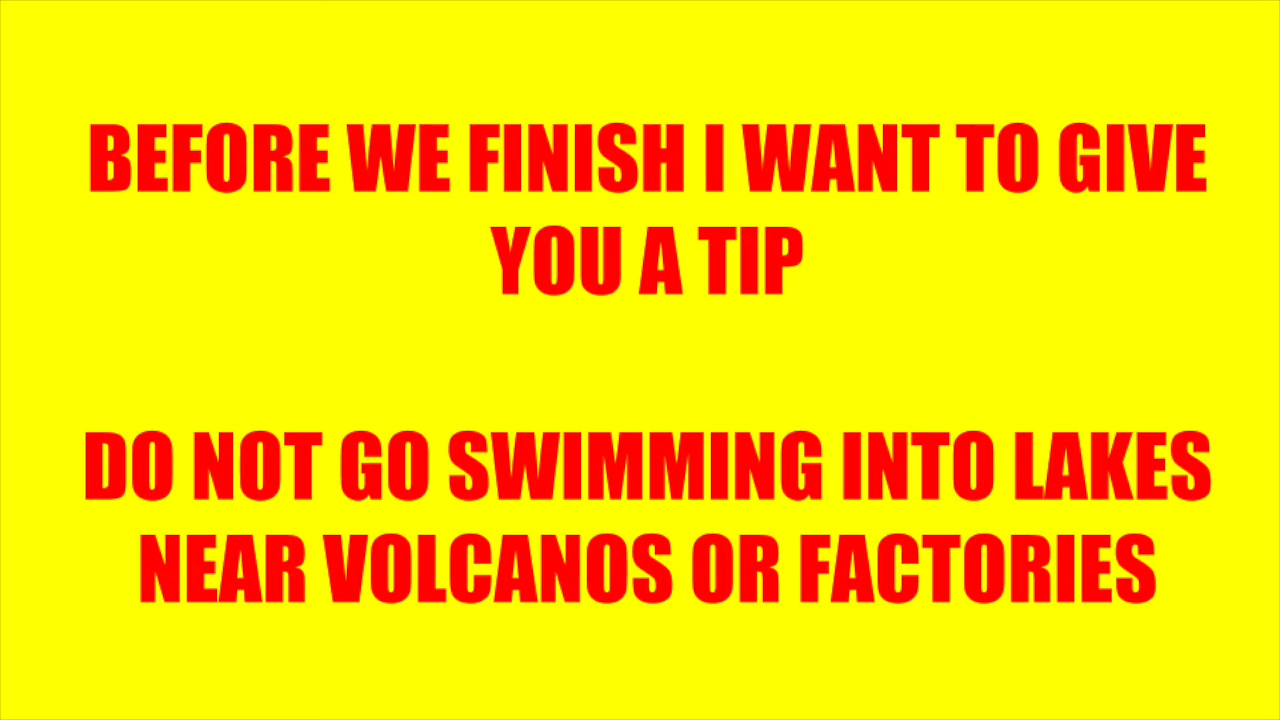 BEFORE WE FINISH I WANT TO GIVE
YOU A TIP
DO NOT GO SWIMMING INTO LAKES
NEAR VOLCANOS OR FACTORIES